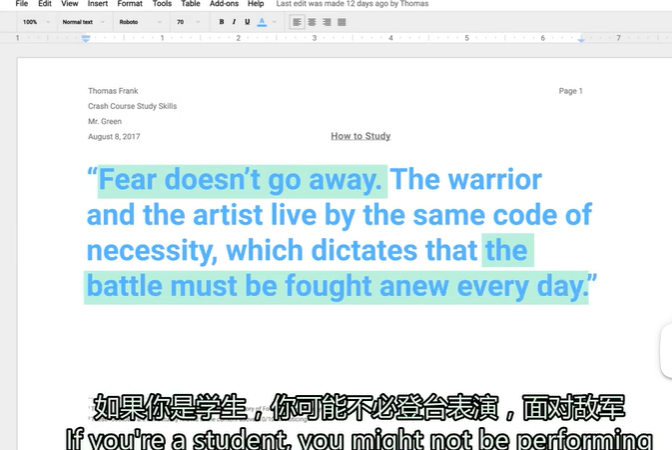 File Edit View Insert Format Tools Table Add-ons Help Last edit was made 12 days ago by Thomas
100% Normal text Roboto 70 B I U A
1 1 2 3 4 5 6 7
Thomas Frank Page 1
Crash Course Study Skills
Mr. Green
August 8, 2017 How to Study
“Fear doesn’t go away. The warrior
and the artist live by the same code of
necessity, which dictates that the
battle must be fought anew every day.”
如果你是学生，你可能不必登台表演，面对敌军
If you're a student, you might not be performing